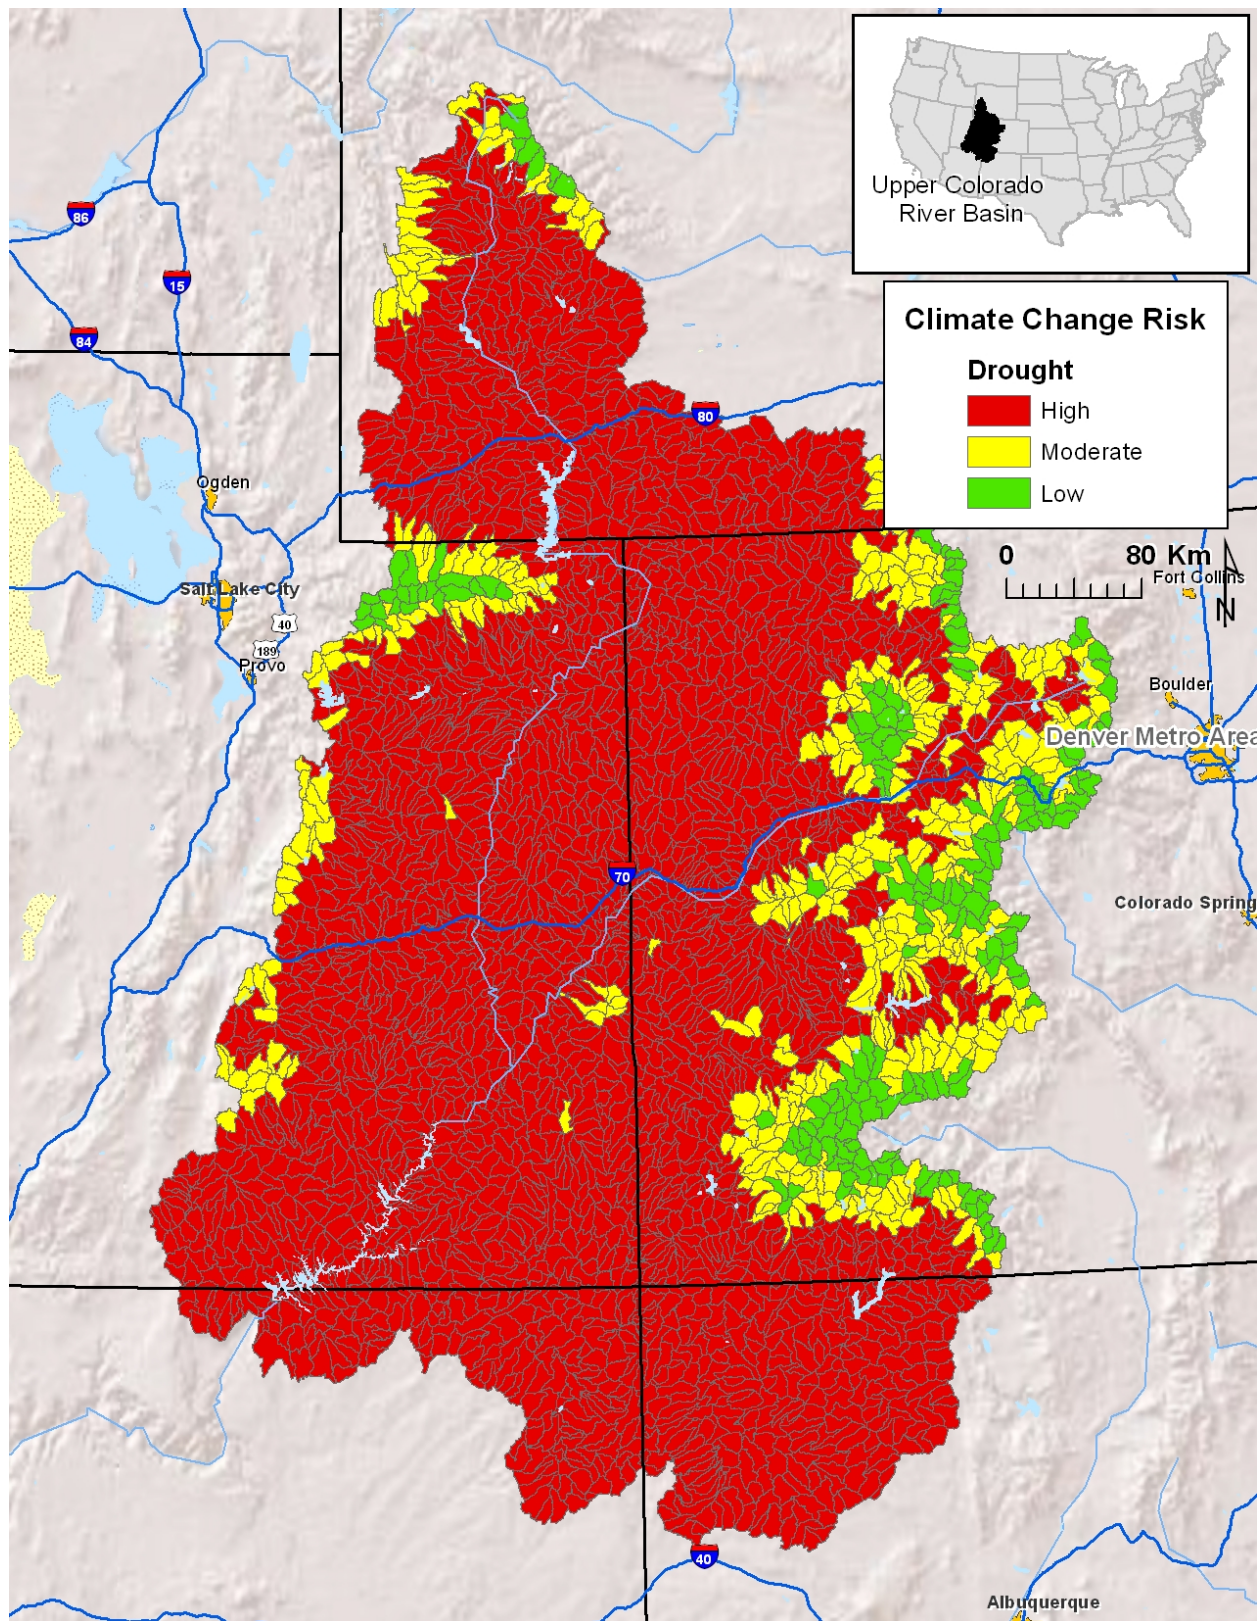 Upper Colorado
River Basin
86
15
84
Climate Change Risk
Drought
High
Moderate
Low
80
Ogden
0 80 Km
Fort Collins
N
Salt Lake City
40
189
Provo
Boulder
Denver Metro Area
70
Colorado Spring
40
Albuquerque